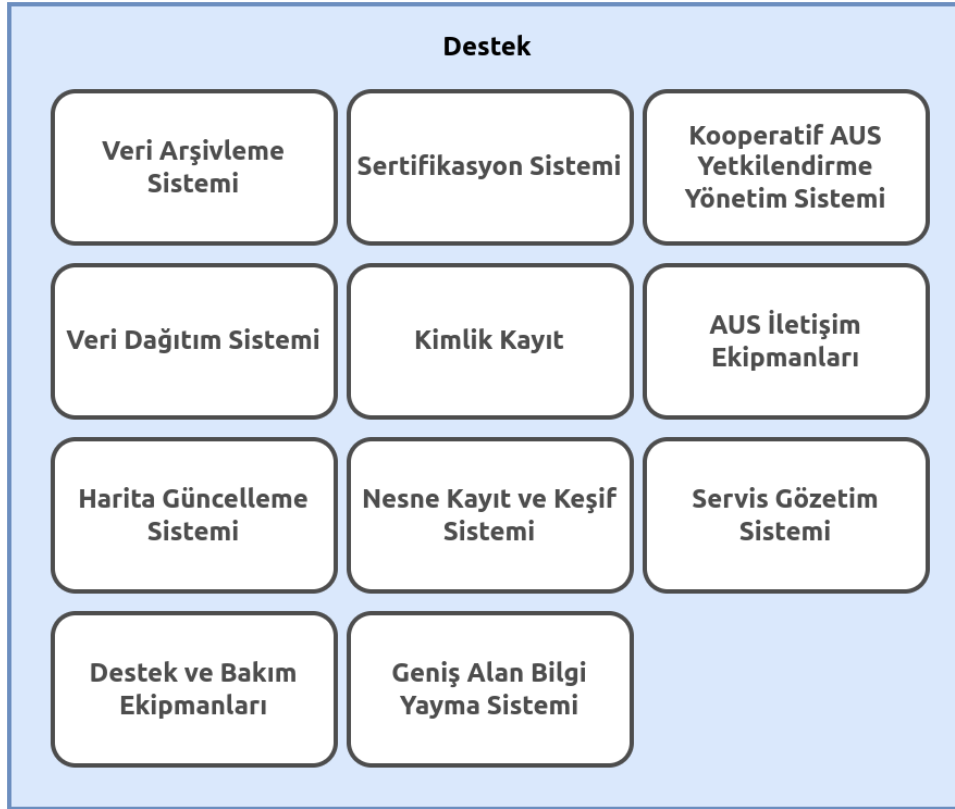 Destek
Veri Arşivleme
Sistemi
Sertifikasyon Sistemi
Kooperatif AUS
Yetkilendirme
Yönetim Sistemi
Veri Dağıtım Sistemi
Kimlik Kayıt
AUS İletişim
Ekipmanları
Harita Güncelleme
Sistemi
Nesne Kayıt ve Keşif
Sistemi
Servis Gözetim
Sistemi
Destek ve Bakım
Ekipmanları
Geniş Alan Bilgi
Yayma Sistemi